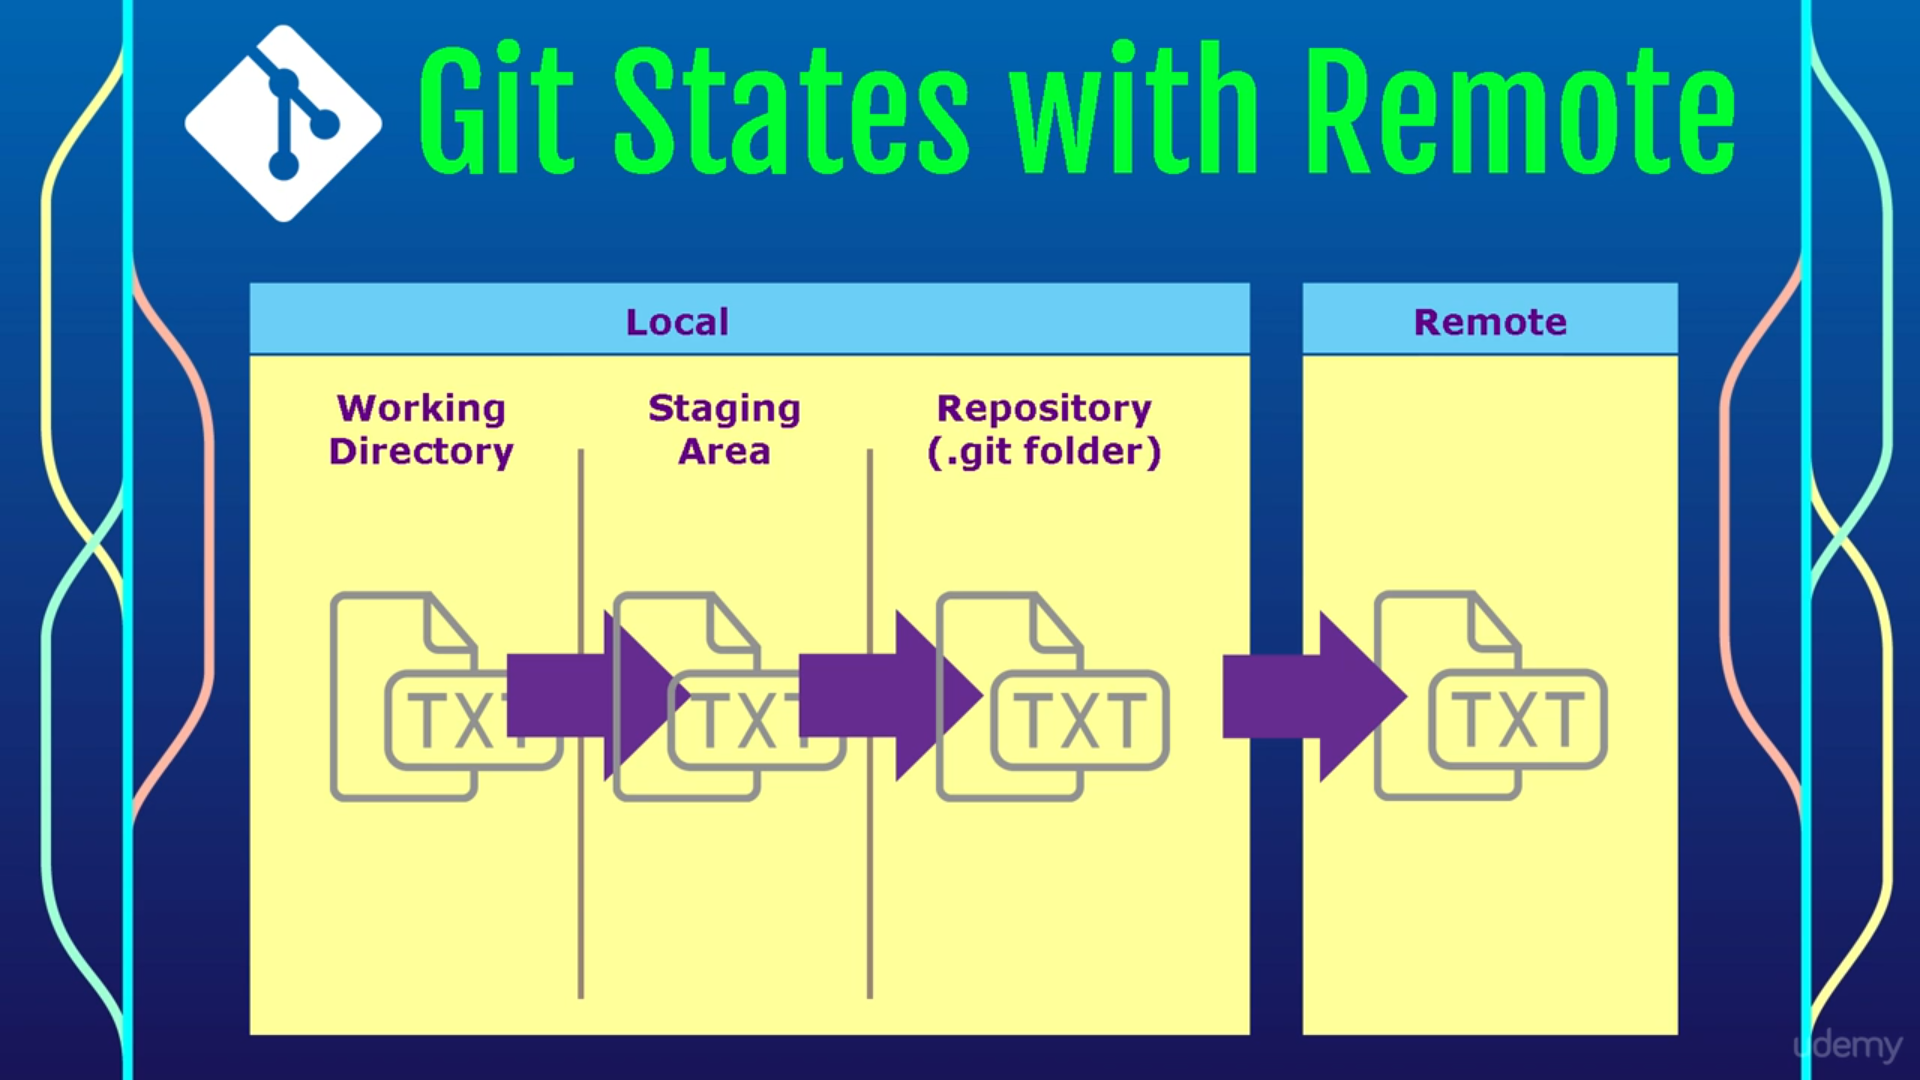 Git States with Remote
Local
Remote
Working
Directory
Staging
Area
Repository
(.git folder)
TXT
TXT
TXT
TXT
udemy